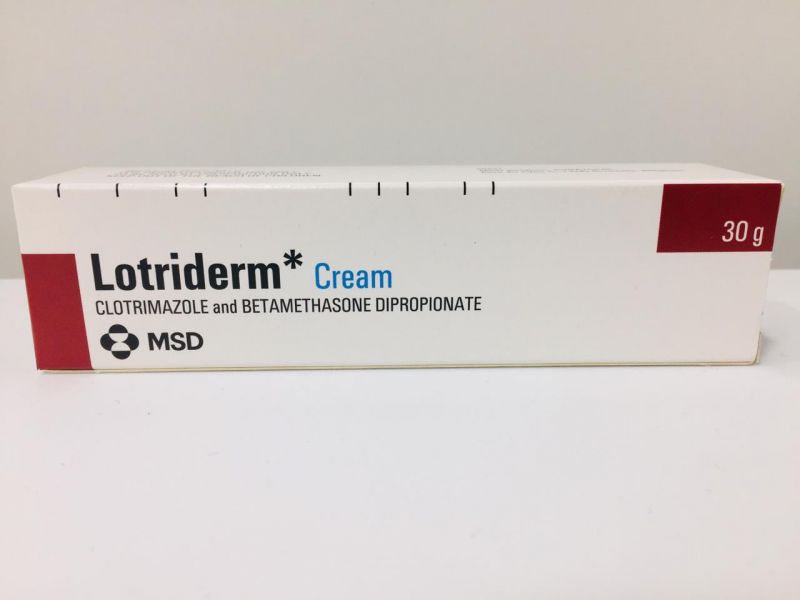 30 g
Lotriderm* Cream
CLOTRIMAZOLE and BETAMETHASONE DIPROPIONATE
MSD